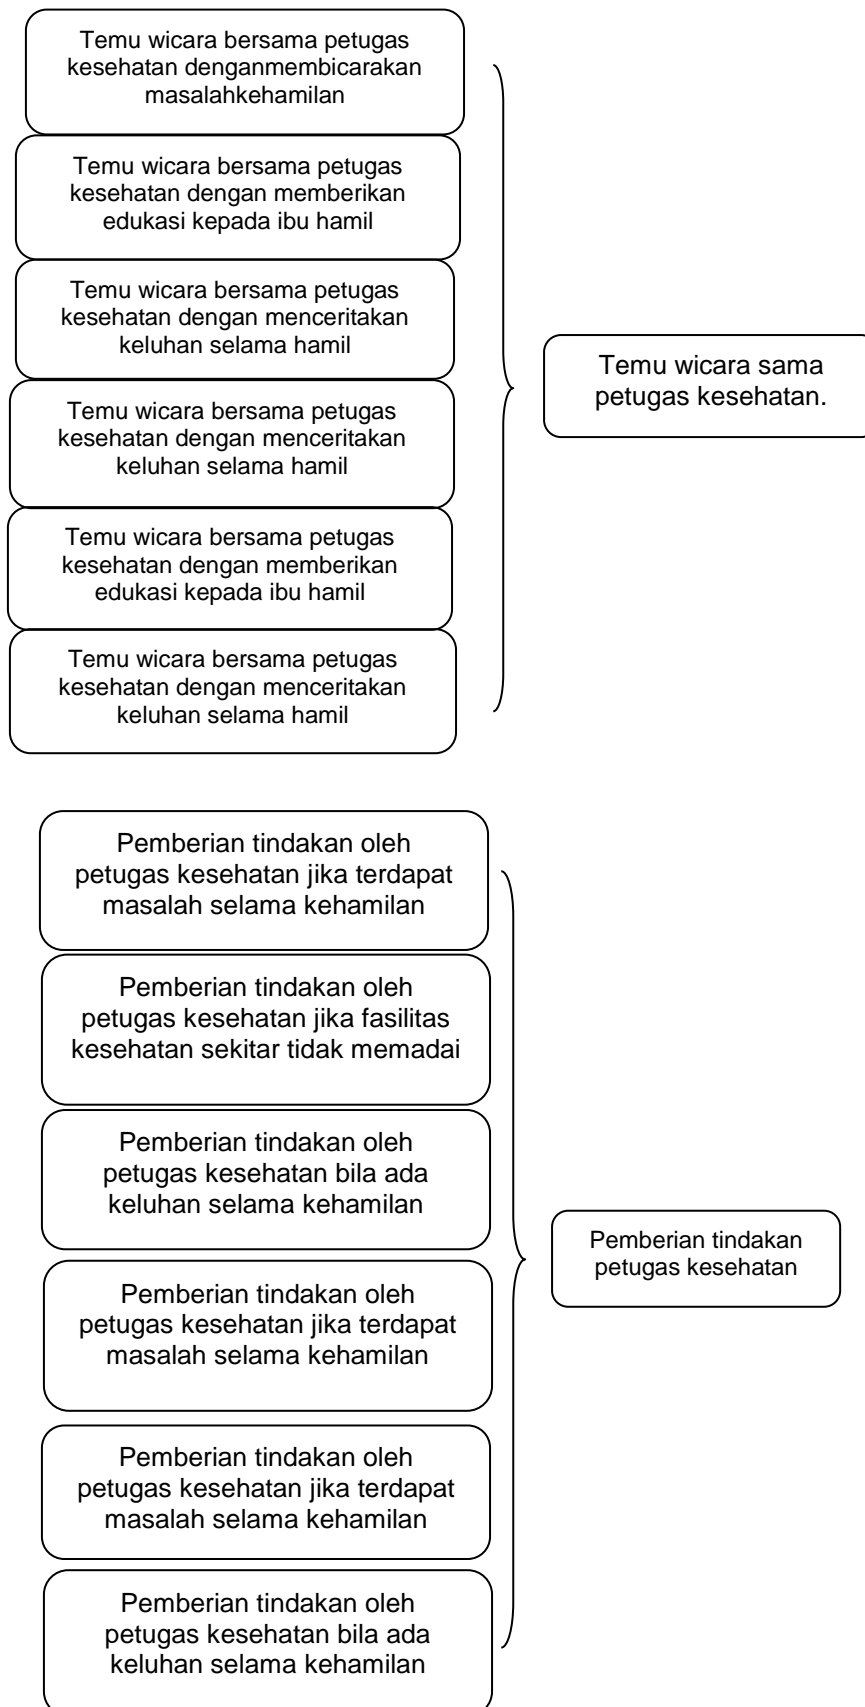 Temu wicara bersama petugas
kesehatan denganmembicarakan
masalahkehamilan
Temu wicara bersama petugas
kesehatan dengan memberikan
edukasi kepada ibu hamil
Temu wicara bersama petugas
kesehatan dengan menceritakan
keluhan selama hamil
Temu wicara bersama petugas
kesehatan dengan menceritakan
keluhan selama hamil
Temu wicara bersama petugas
kesehatan dengan memberikan
edukasi kepada ibu hamil
Temu wicara bersama petugas
kesehatan dengan menceritakan
keluhan selama hamil
Temu wicara sama
petugas kesehatan.
Pemberian tindakan oleh
petugas kesehatan jika terdapat
masalah selama kehamilan
Pemberian tindakan oleh
petugas kesehatan jika fasilitas
kesehatan sekitar tidak memadai
Pemberian tindakan oleh
petugas kesehatan bila ada
keluhan selama kehamilan
Pemberian tindakan oleh
petugas kesehatan jika terdapat
masalah selama kehamilan
Pemberian tindakan oleh
petugas kesehatan jika terdapat
masalah selama kehamilan
Pemberian tindakan oleh
petugas kesehatan bila ada
keluhan selama kehamilan
Pemberian tindakan
petugas kesehatan